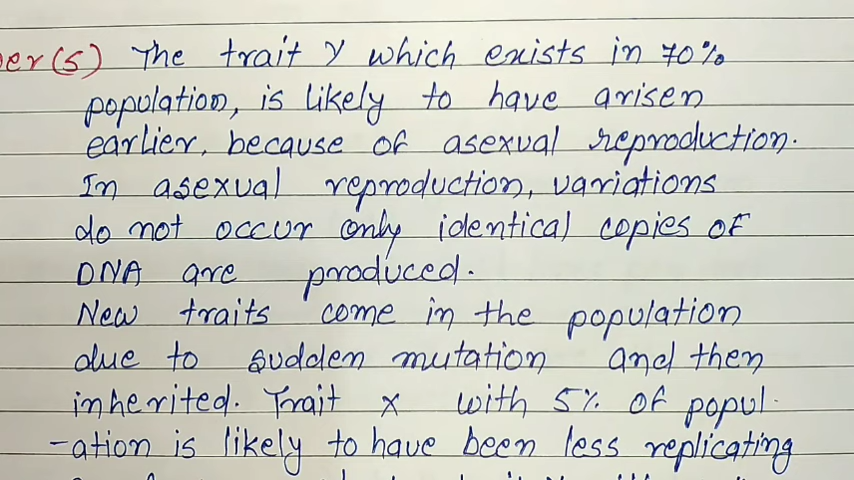 er(5) The trait Y which exists in 70%
population, is likely to have arisen
earlier, because of asexual reproduction.
In asexual reproduction, variations
do not occur only identical copies of
DNA are produced.
New traits come in the population
due to sudden mutation and then
inherited. Trait x with 5% of popul-
-ation is likely to have been less replicating